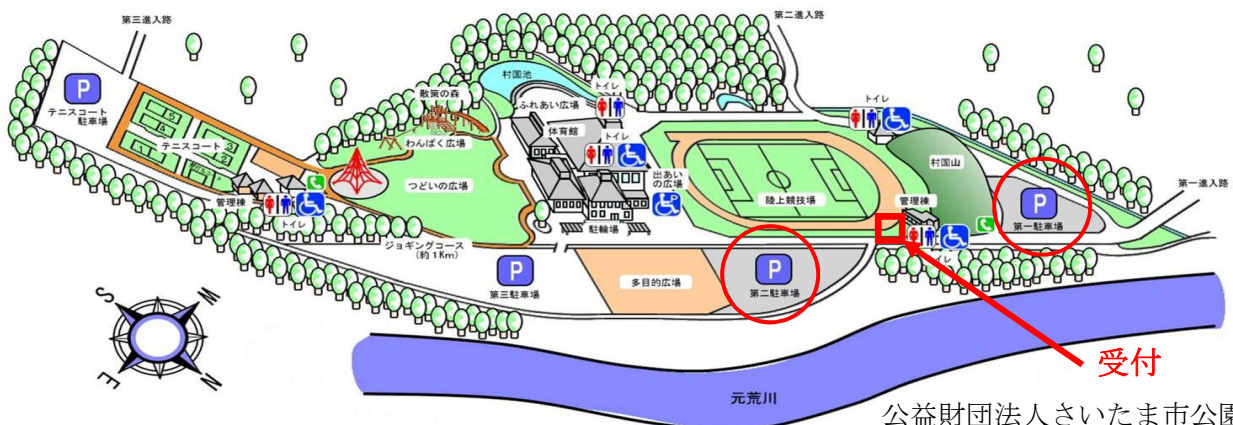 第三進入路
第二進入路
P
テニスコート
駐車場
村国池
トイレ
散策の森
ふれあい広場
わんぱく広場
体育館
トイレ
トイレ
村国山
5
4
3
2
1
テニスコート
つどいの広場
出あい
の広場
P
陸上競技場
管理棟
P
第一駐車場
第一進入路
管理棟
トイレ
駐輪場
トイレ
ジョギングコース
(約1Km)
P
第三駐車場
多目的広場
P
第二駐車場
S
W
E
N
元荒川
受付
公益財団法人さいたま市公園